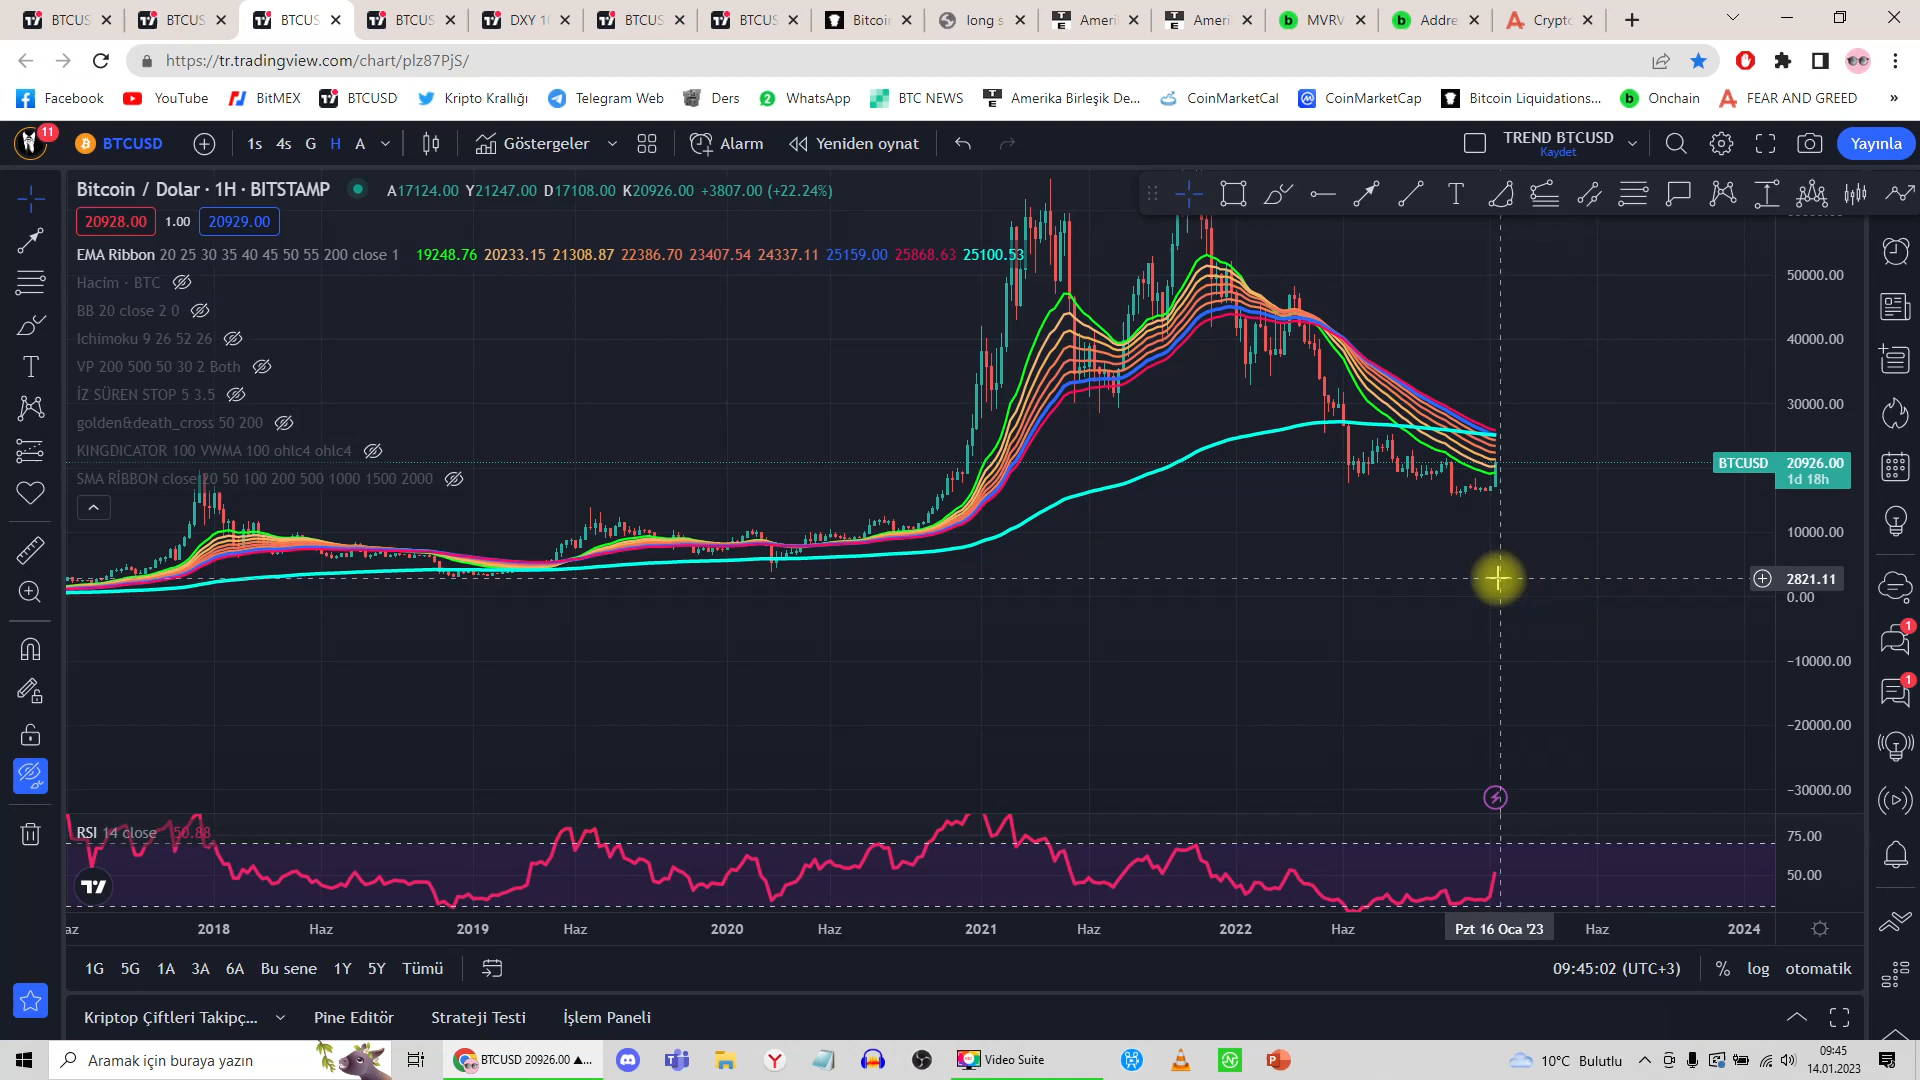 BTCUS BTCUS BTCUS BTCUS DXY 10 BTCUS BTCUS Bitcoi long s Ameri Ameri MVRV Addre Crypto
https://tr.tradingview.com/chart/plz87PjS/
Facebook YouTube BitMEX BTCUSD Kripto Krallığı Telegram Web Ders WhatsApp BTC NEWS Amerika Birleşik De... CoinMarketCal CoinMarketCap Bitcoin Liquidations... Onchain FEAR AND GREED »
11 BTCUSD 1s 4s G H A Göstergeler Alarm Yeniden oynat TREND BTCUSD Yayınla
Kaydet
Bitcoin / Dolar · 1H · BITSTAMP A17124.00 Y21247.00 D17108.00 K20926.00 +3807.00 (+22.24%)
20928.00 1.00 20929.00
EMA Ribbon 20 25 30 35 40 45 50 55 200 close 1 19248.76 20233.15 21308.87 22386.70 23407.54 24337.11 25159.00 25868.63 25100.53
Hacim · BTC
BB 20 close 2 0
Ichimoku 9 26 52 26
VP 200 500 50 30 2 Both
İZ SÜREN STOP 5 3.5
golden&death_cross 50 200
KINGDICATOR 100 VWMA 100 ohlc4 ohlc4
SMA RİBBON close 20 50 100 200 500 1000 1500 2000
50000.00
40000.00
30000.00
BTCUSD 20926.00
1d 18h
10000.00
2821.11
0.00
−10000.00
−20000.00
−30000.00
RSI 14 close 50.88
75.00
50.00
1
1
az 2018 Haz 2019 Haz 2020 Haz 2021 Haz 2022 Haz Pzt 16 Oca '23 Haz 2024
1G 5G 1A 3A 6A Bu sene 1Y 5Y Tümü 09:45:02 (UTC+3) % log otomatik
Kriptop Çiftleri Takipç... Pine Editör Strateji Testi İşlem Paneli
Aramak için buraya yazın BTCUSD 20926.00 ▲... Video Suite 10°C Bulutlu 09:45
14.01.2023